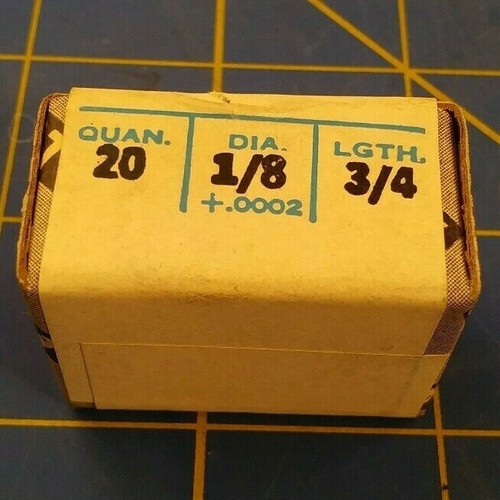 QUAN. DIA. LGTH.
20 1/8 3/4
+.0002